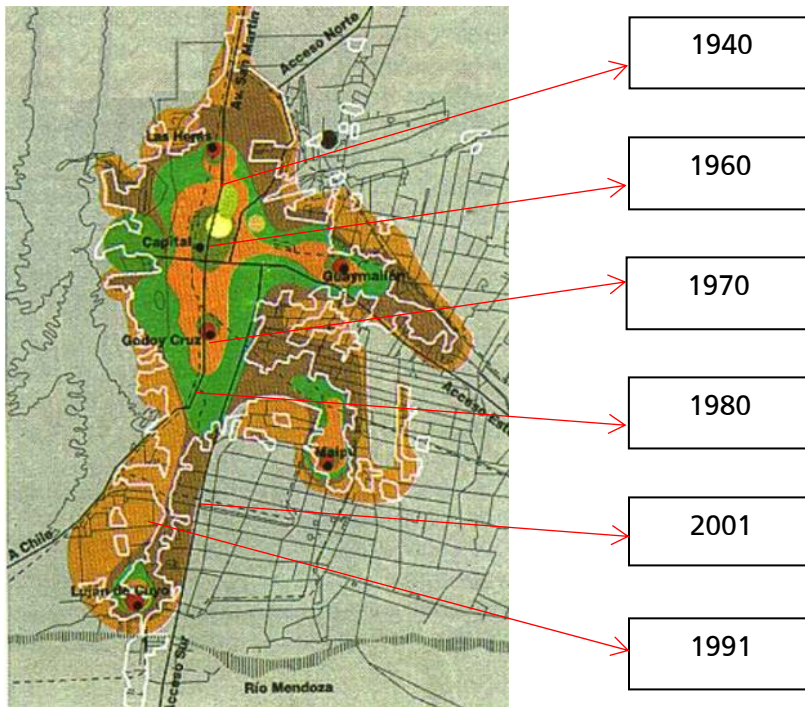 Av. San Martín
Acceso Norte
Las Heras
Capital
Guaymallén
Godoy Cruz
Acceso Este
Maipú
A Chile
Luján de Cuyo
Acceso Sur
Río Mendoza
1940
1960
1970
1980
2001
1991